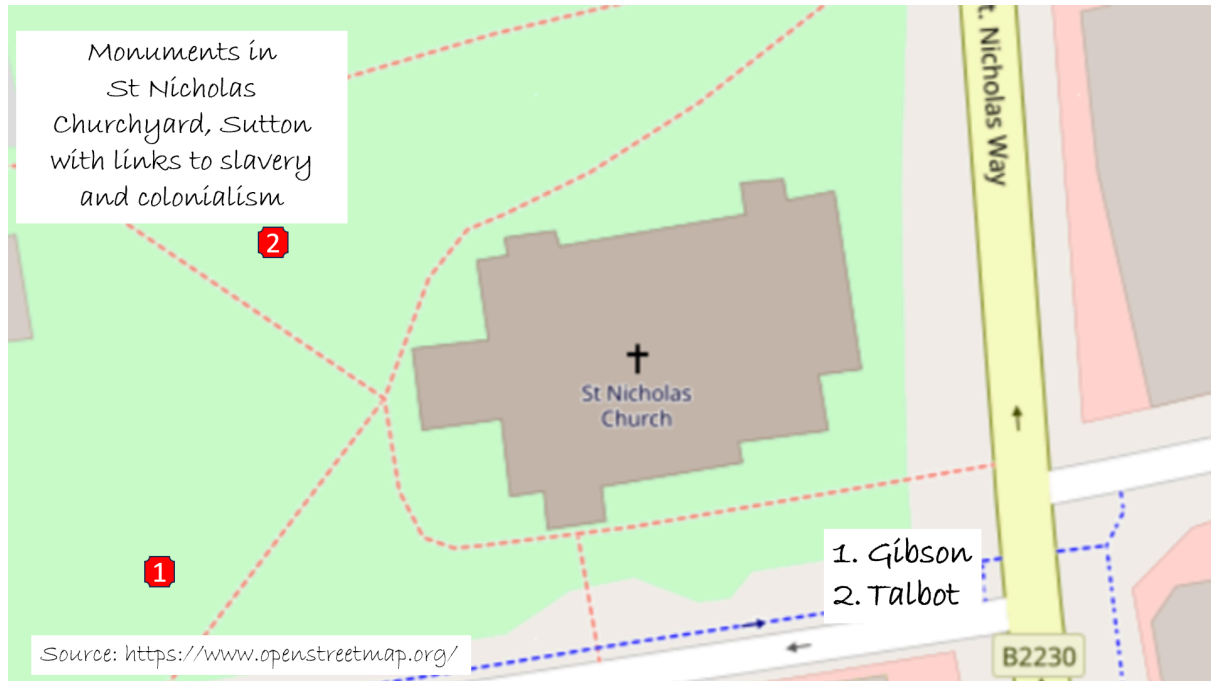 Monuments in
St Nicholas
Churchyard, Sutton
with links to slavery
and colonialism
t. Nicholas Way
2
St Nicholas
Church
1
1. Gibson
2. Talbot
Source: https://www.openstreetmap.org/
B2230